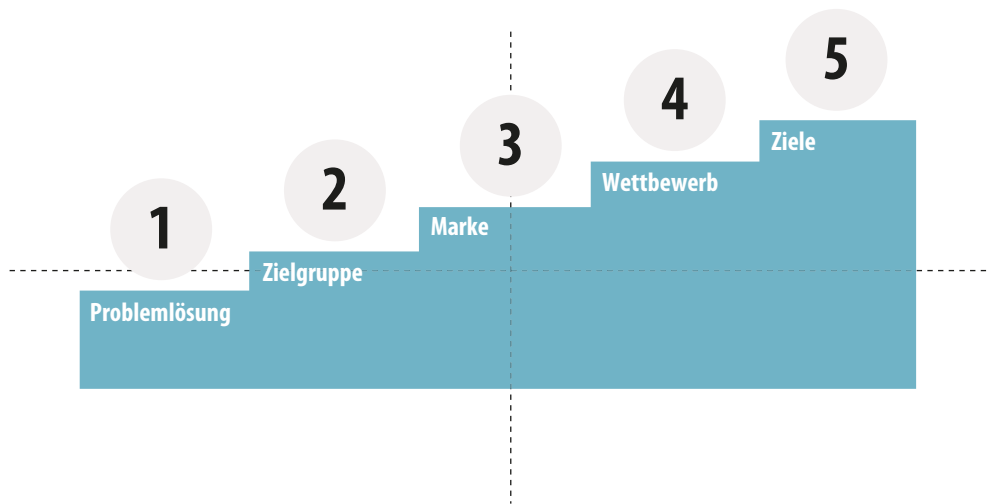 1
Problemlösung
2
Zielgruppe
3
Marke
4
Wettbewerb
5
Ziele